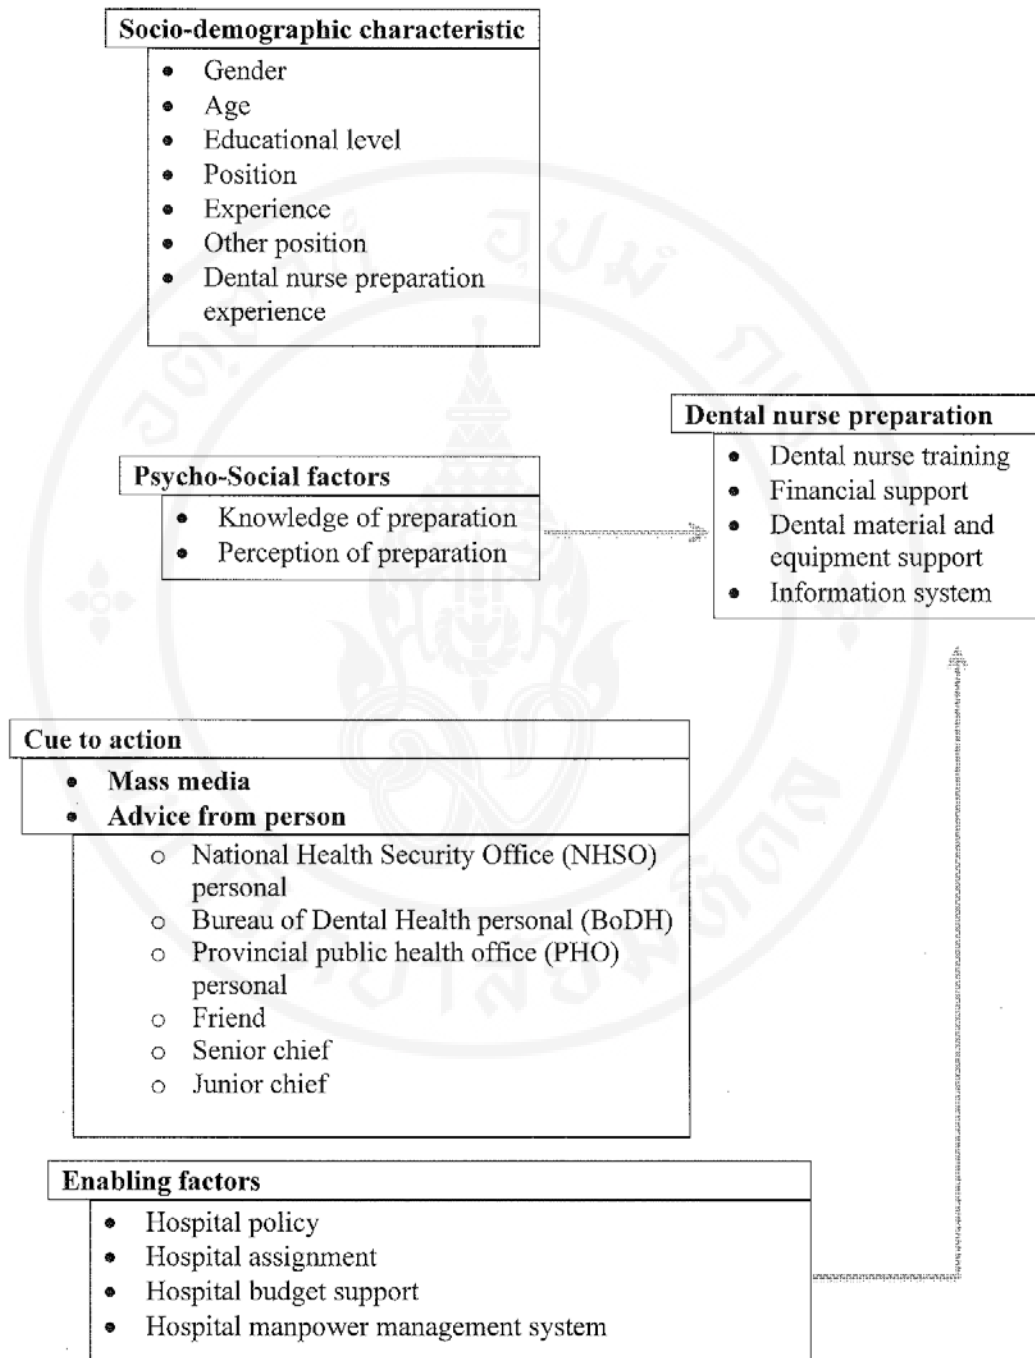 Socio-demographic characteristic
• Gender
• Age
• Educational level
• Position
• Experience
• Other position
• Dental nurse preparation
experience
Dental nurse preparation
• Dental nurse training
• Financial support
• Dental material and
equipment support
• Information system
Psycho-Social factors
• Knowledge of preparation
• Perception of preparation
Cue to action
• Mass media
• Advice from person
○ National Health Security Office (NHSO)
personal
○ Bureau of Dental Health personal (BoDH)
○ Provincial public health office (PHO)
personal
○ Friend
○ Senior chief
○ Junior chief
Enabling factors
• Hospital policy
• Hospital assignment
• Hospital budget support
• Hospital manpower management system